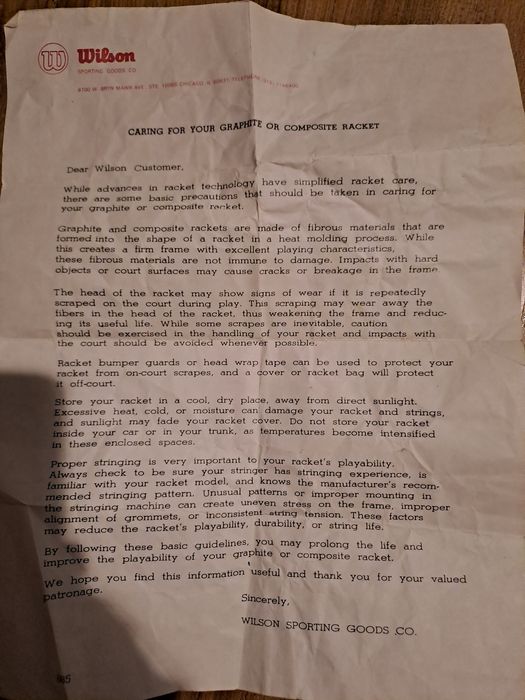 W Wilson
SPORTING GOODS CO.
CARING FOR YOUR GRAPHITE OR COMPOSITE RACKET
Dear Wilson Customer,
While advances in racket technology have simplified racket care,
there are some basic precautions that should be taken in caring for
your graphite or composite racket.
Graphite and composite rackets are made of fibrous materials that are
formed into the shape of a racket in a heat molding process. While
this creates a firm frame with excellent playing characteristics,
these fibrous materials are not immune to damage. Impacts with hard
objects or court surfaces may cause cracks or breakage in the frame.
The head of the racket may show signs of wear if it is repeatedly
scraped on the court during play. This scraping may wear away the
fibers in the head of the racket, thus weakening the frame and reduc-
ing its useful life. While some scrapes are inevitable, caution
should be exercised in the handling of your racket and impacts with
the court should be avoided whenever possible.
Racket bumper guards or head wrap tape can be used to protect your
racket from on-court scrapes, and a cover or racket bag will protect
it off-court.
Store your racket in a cool, dry place, away from direct sunlight.
Excessive heat, cold, or moisture can damage your racket and strings,
and sunlight may fade your racket cover. Do not store your racket
inside your car or in your trunk, as temperatures become intensified
in these enclosed spaces.
Proper stringing is very important to your racket's playability.
Always check to be sure your stringer has stringing experience, is
familiar with your racket model, and knows the manufacturer's recom-
mended stringing pattern. Unusual patterns or improper mounting in
the stringing machine can create uneven stress on the frame, improper
alignment of grommets, or inconsistent string tension. These factors
may reduce the racket's playability, durability, or string life.
By following these basic guidelines, you may prolong the life and
improve the playability of your graphite or composite racket.
We hope you find this information useful and thank you for your valued
patronage.
Sincerely,
WILSON SPORTING GOODS CO.